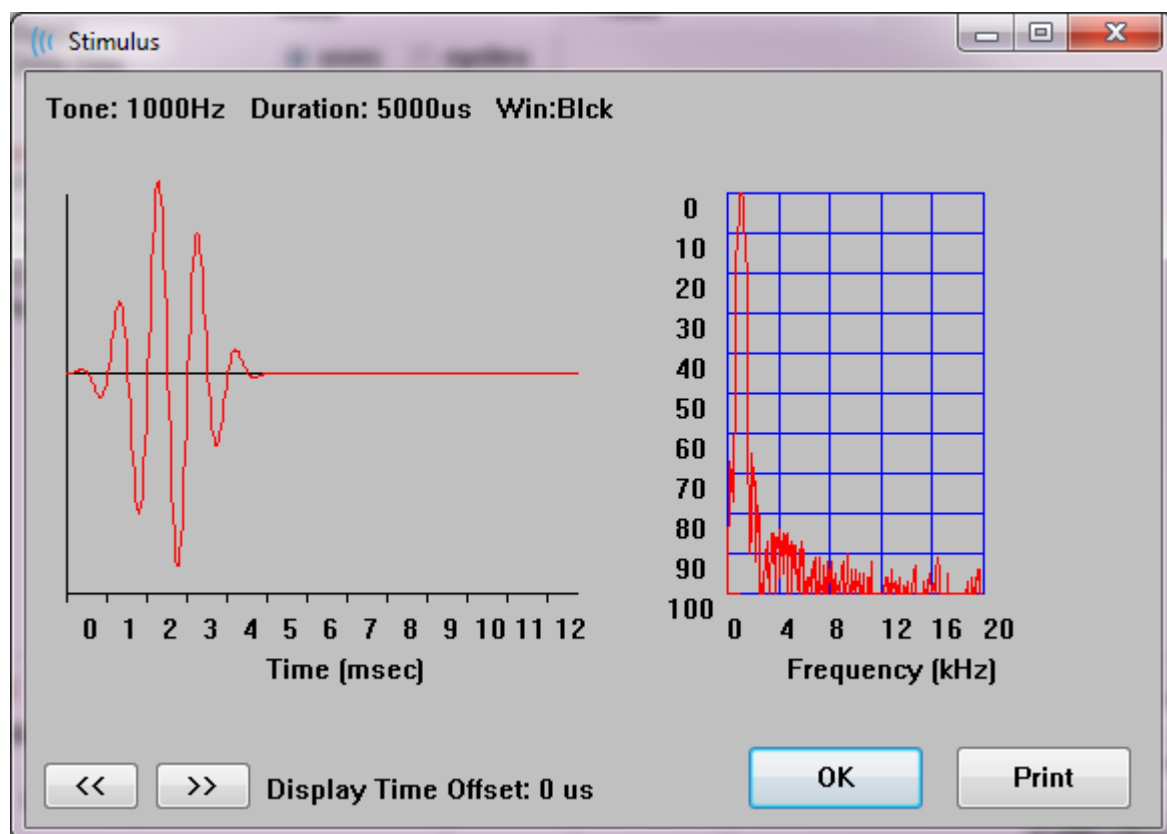 Stimulus
Tone: 1000Hz Duration: 5000us Win:Blck
0
10
20
30
40
50
60
70
80
90
100
0 1 2 3 4 5 6 7 8 9 10 11 12
Time (msec)
0 4 8 12 16 20
Frequency (kHz)
<< >> Display Time Offset: 0 us
OK Print